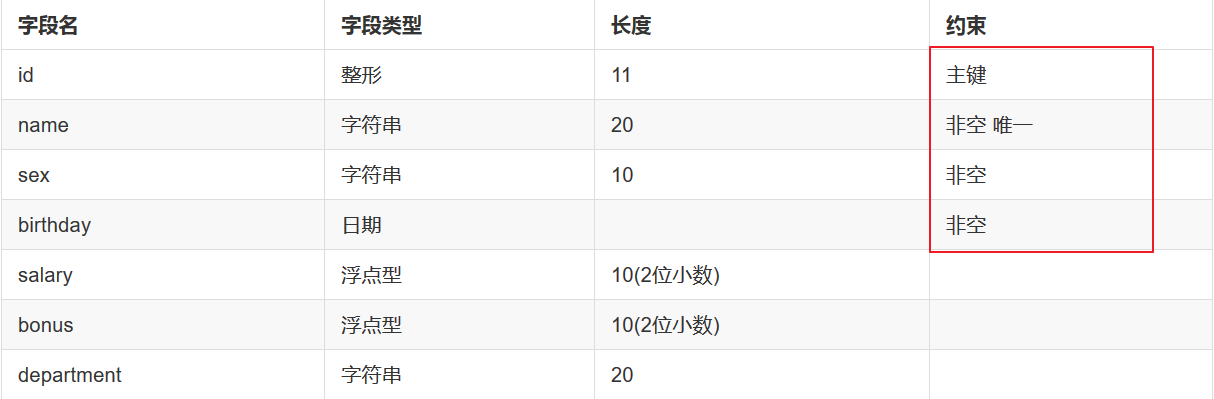 字段名 字段类型 长度 约束
id 整形 11 主键
name 字符串 20 非空 唯一
sex 字符串 10 非空
birthday 日期 非空
salary 浮点型 10(2位小数)
bonus 浮点型 10(2位小数)
department 字符串 20